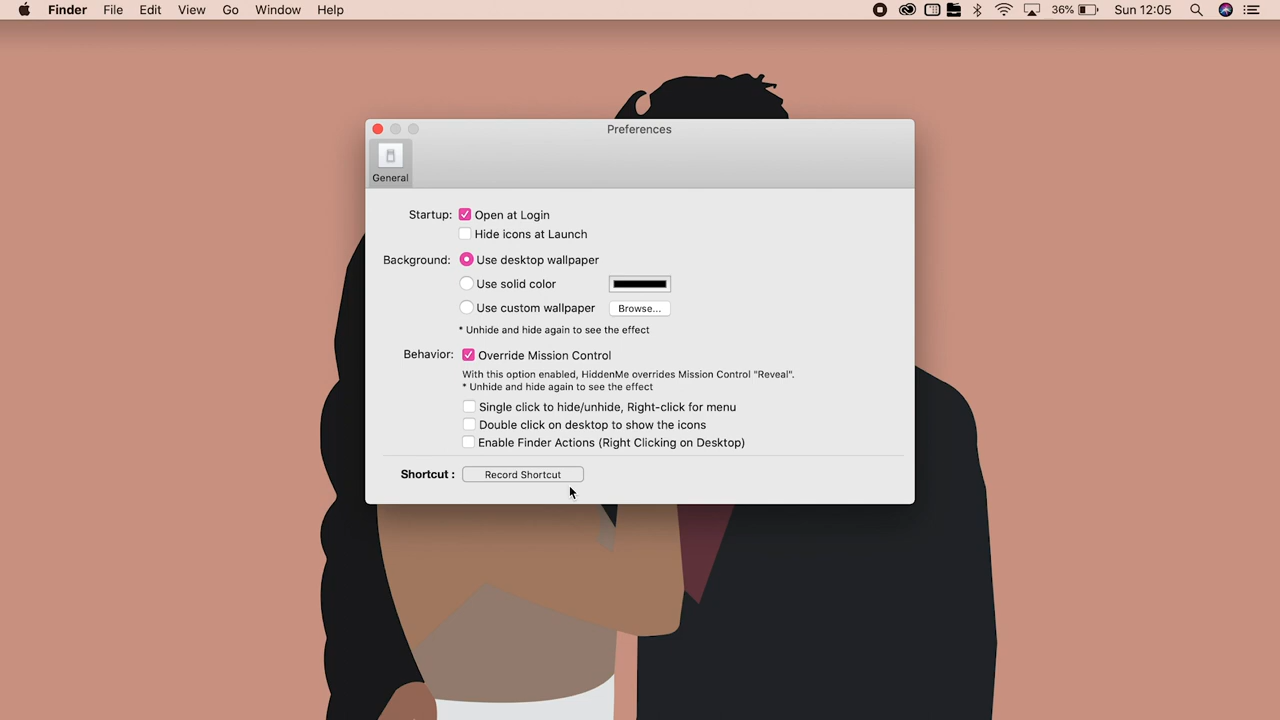 Finder File Edit View Go Window Help 36% Sun 12:05
Preferences
General
Startup: Open at Login
Hide icons at Launch
Background: Use desktop wallpaper
Use solid color
Use custom wallpaper Browse...
* Unhide and hide again to see the effect
Behavior: Override Mission Control
With this option enabled, HiddenMe overrides Mission Control "Reveal".
* Unhide and hide again to see the effect
Single click to hide/unhide, Right-click for menu
Double click on desktop to show the icons
Enable Finder Actions (Right Clicking on Desktop)
Shortcut : Record Shortcut